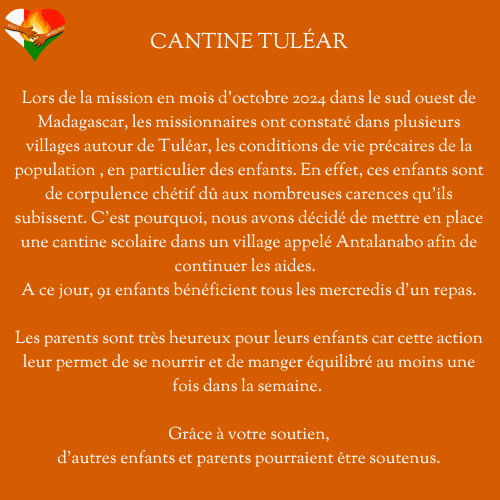 CANTINE TULÉAR
Lors de la mission en mois d'octobre 2024 dans le sud ouest de
Madagascar, les missionnaires ont constaté dans plusieurs
villages autour de Tuléar, les conditions de vie précaires de la
population , en particulier des enfants. En effet, ces enfants sont
de corpulence chétif dû aux nombreuses carences qu'ils
subissent. C'est pourquoi, nous avons décidé de mettre en place
une cantine scolaire dans un village appelé Antalanabo afin de
continuer les aides.
A ce jour, 91 enfants bénéficient tous les mercredis d'un repas.
Les parents sont très heureux pour leurs enfants car cette action
leur permet de se nourrir et de manger équilibré au moins une
fois dans la semaine.
Grâce à votre soutien,
d'autres enfants et parents pourraient être soutenus.